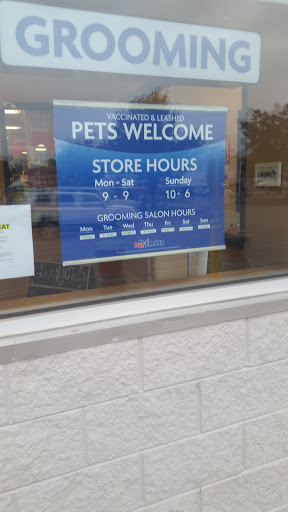 GROOMING
VACCINATED & LEASHED
PETS WELCOME
STORE HOURS
Mon - Sat Sunday
9 - 9 10 - 6
GROOMING SALON HOURS
Mon Tue Wed Thu Fri Sat Sun